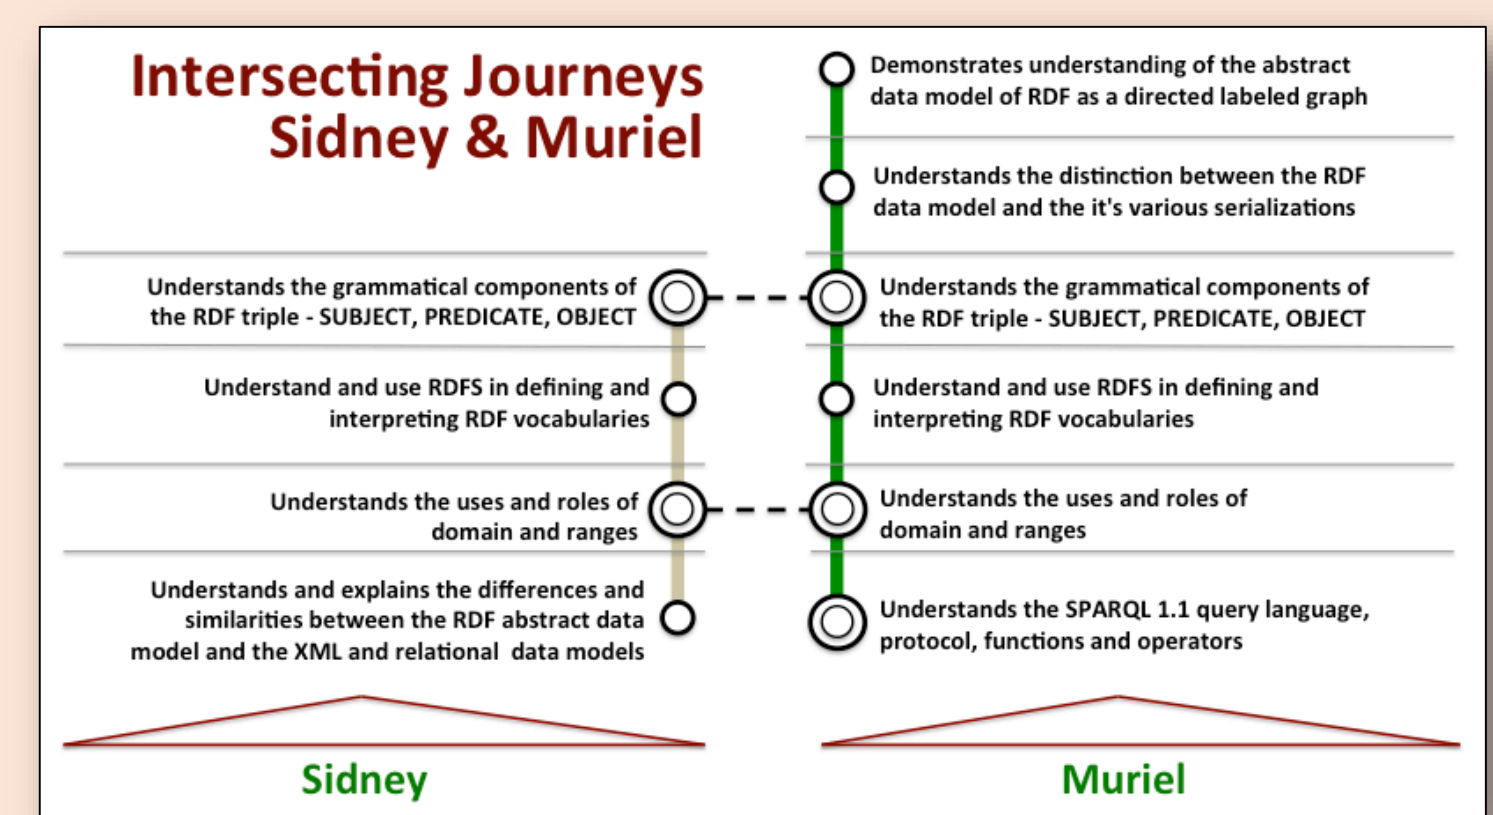 Intersecting Journeys
Sidney & Muriel
Demonstrates understanding of the abstract
data model of RDF as a directed labeled graph
Understands the distinction between the RDF
data model and the it's various serializations
Understands the grammatical components of
the RDF triple - SUBJECT, PREDICATE, OBJECT
Understands the grammatical components of
the RDF triple - SUBJECT, PREDICATE, OBJECT
Understand and use RDFS in defining and
interpreting RDF vocabularies
Understand and use RDFS in defining and
interpreting RDF vocabularies
Understands the uses and roles of
domain and ranges
Understands the uses and roles of
domain and ranges
Understands and explains the differences and
similarities between the RDF abstract data
model and the XML and relational  data models
Understands the SPARQL 1.1 query language,
protocol, functions and operators
Sidney
Muriel